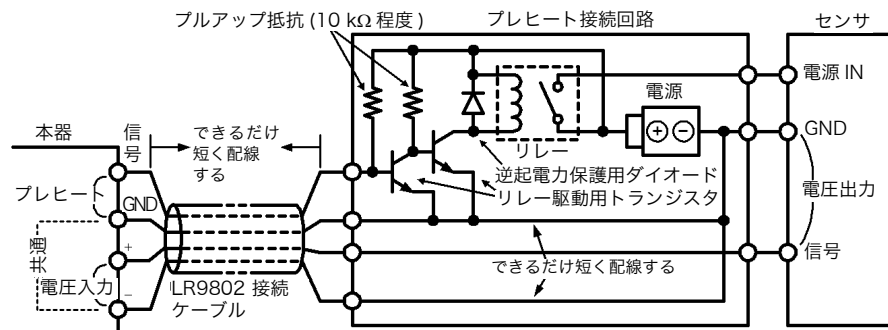 プルアップ抵抗 (10 kΩ 程度 )
プレヒート接続回路
センサ
電源 IN
電源
本器
信号
できるだけ
短く配線
する
GND
リレー
逆起電力保護用ダイオード
リレー駆動用トランジスタ
プレヒート
GND
電圧出力
共通
+
電圧入力
−
信号
できるだけ短く配線する
LR9802 接続
ケーブル